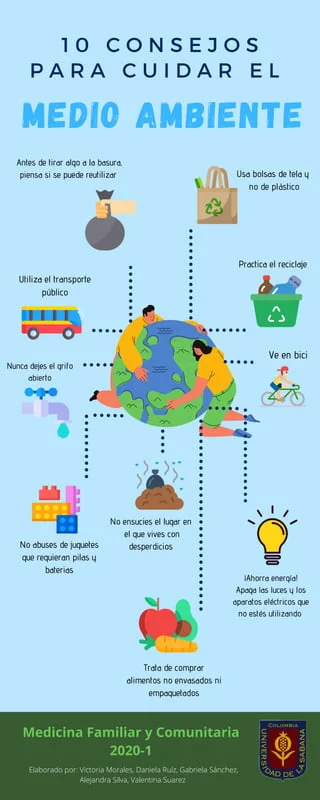 10 CONSEJOS
PARA CUIDAR EL
MEDIO AMBIENTE
Antes de tirar algo a la basura,
piensa si se puede reutilizar
Usa bolsas de tela y
no de plástico
Utiliza el transporte
público
Practica el reciclaje
Nunca dejes el grifo
abierto
Ve en bici
No abuses de juguetes
que requieran pilas y
baterias
No ensucies el lugar en
el que vives con
desperdicios
¡Ahorra energía!
Apaga las luces y los
aparatos eléctricos que
no estés utilizando
Trata de comprar
alimentos no envasados ni
empaquetados
Medicina Familiar y Comunitaria
2020-1
Elaborado por: Victoria Morales, Daniela Ruíz, Gabriela Sánchez,
Alejandra Silva, Valentina Suarez
COLOMBIA
UNIVERSIDAD DE LA SABANA